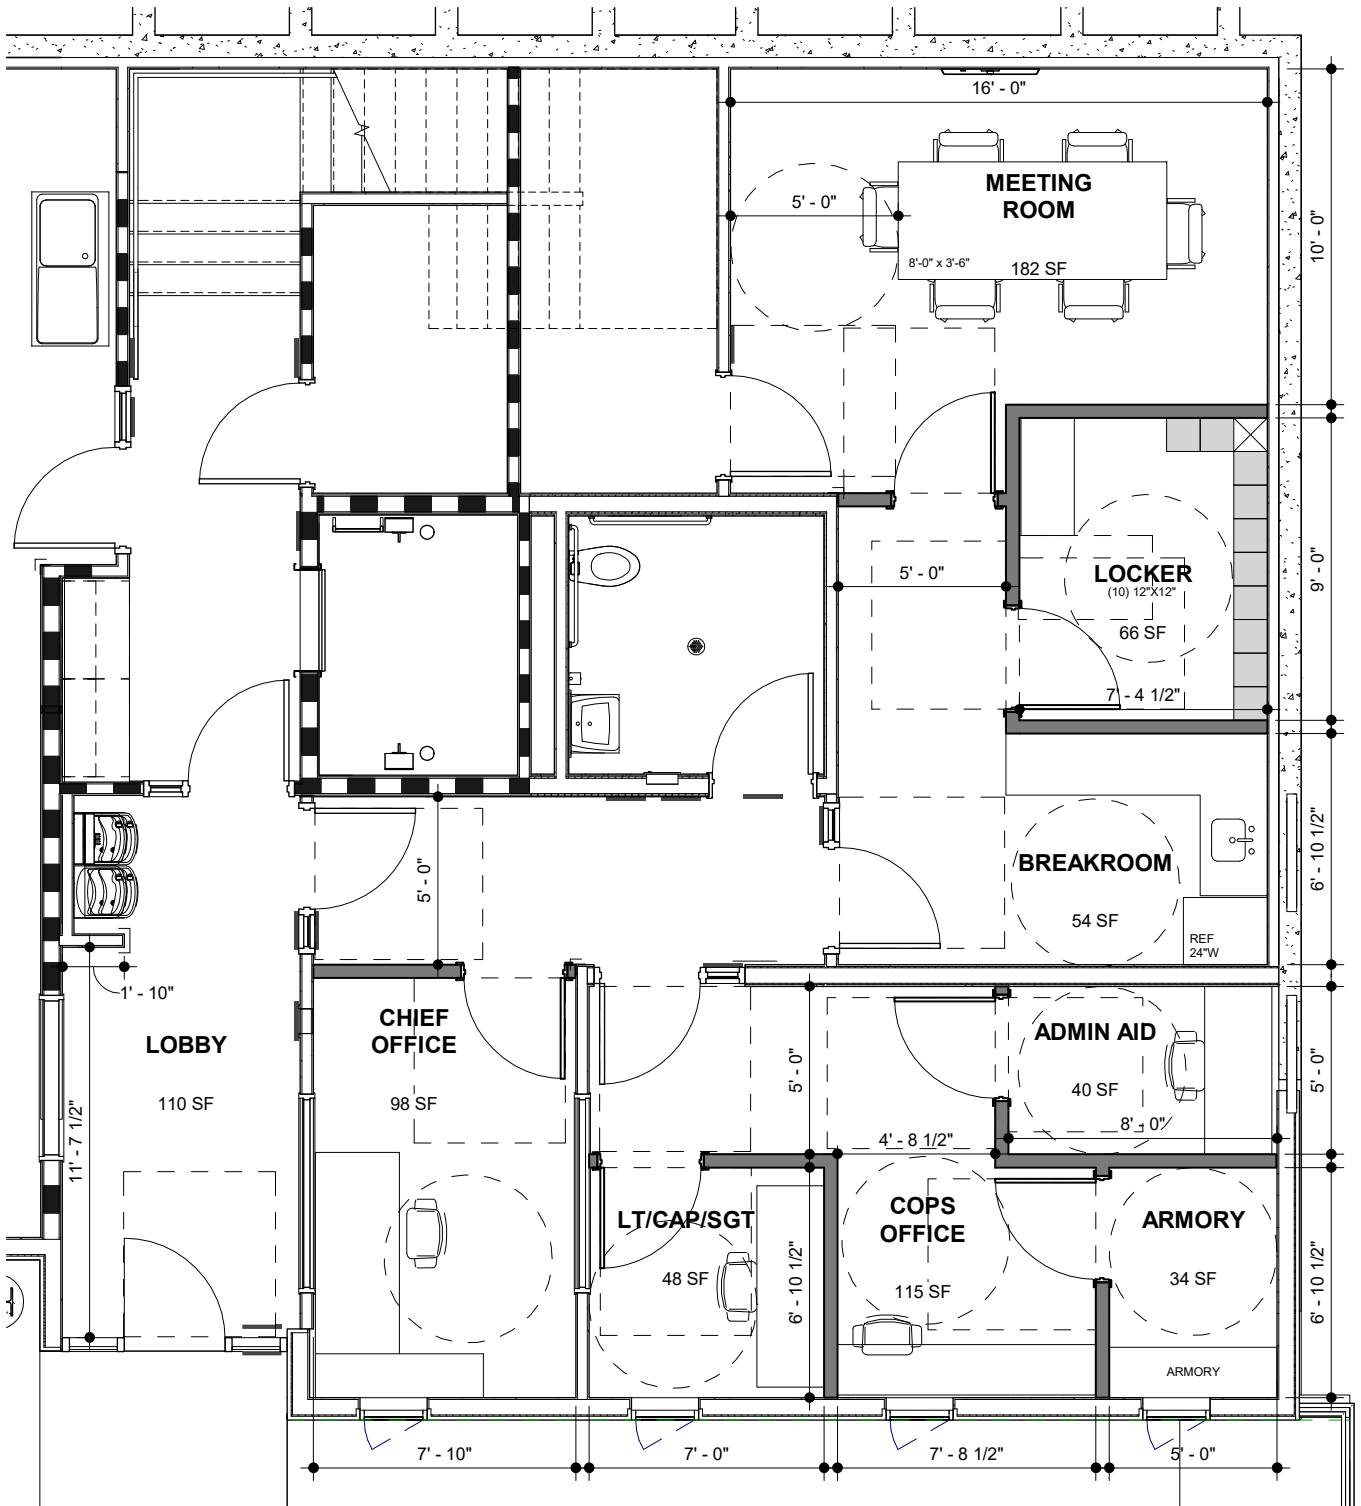 16' - 0"
MEETING
ROOM
5' - 0"
8'-0" x 3'-6"
182 SF
10' - 0"
5' - 0"
LOCKER
(10) 12"X12"
66 SF
7' - 4 1/2"
9' - 0"
5' - 0"
BREAKROOM
54 SF
REF
24"W
6' - 10 1/2"
1' - 10"
LOBBY
110 SF
11' - 7 1/2"
CHIEF
OFFICE
98 SF
5' - 0"
ADMIN AID
40 SF
8' - 0"
5' - 0"
4' - 8 1/2"
LT/CAP/SGT
48 SF
6' - 10 1/2"
COPS
OFFICE
115 SF
ARMORY
34 SF
ARMORY
6' - 10 1/2"
7' - 10"
7' - 0"
7' - 8 1/2"
5' - 0"